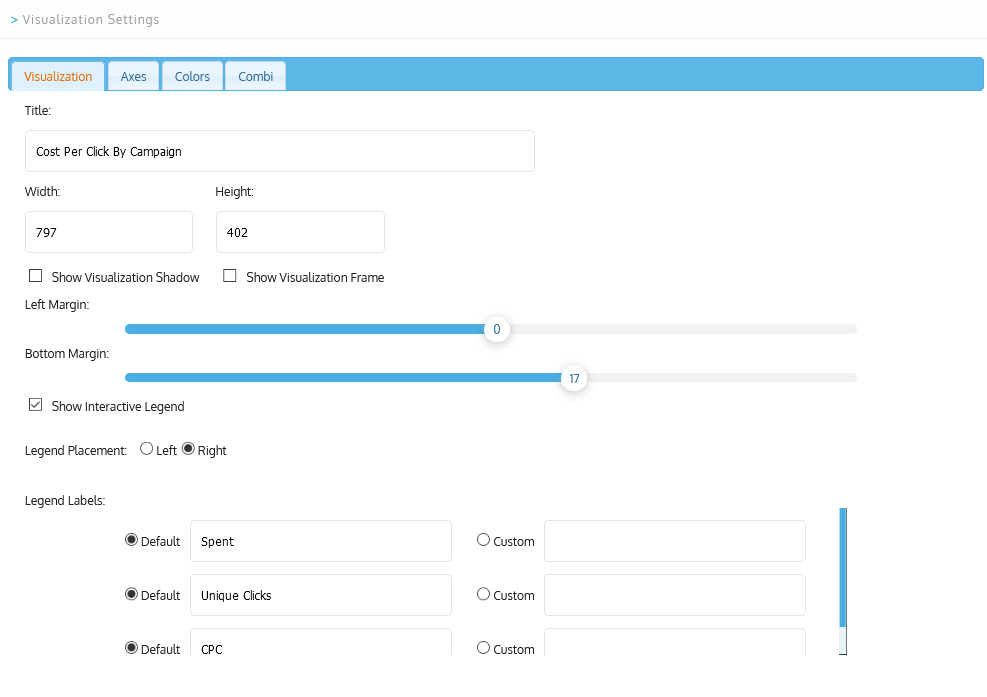 > Visualization Settings
Visualization Axes Colors Combi
Title:
Cost Per Click By Campaign
Width: Height:
797 402
Show Visualization Shadow Show Visualization Frame
Left Margin:
0
Bottom Margin:
17
Show Interactive Legend
Legend Placement: Left Right
Legend Labels:
Default Spent Custom
Default Unique Clicks Custom
Default CPC Custom